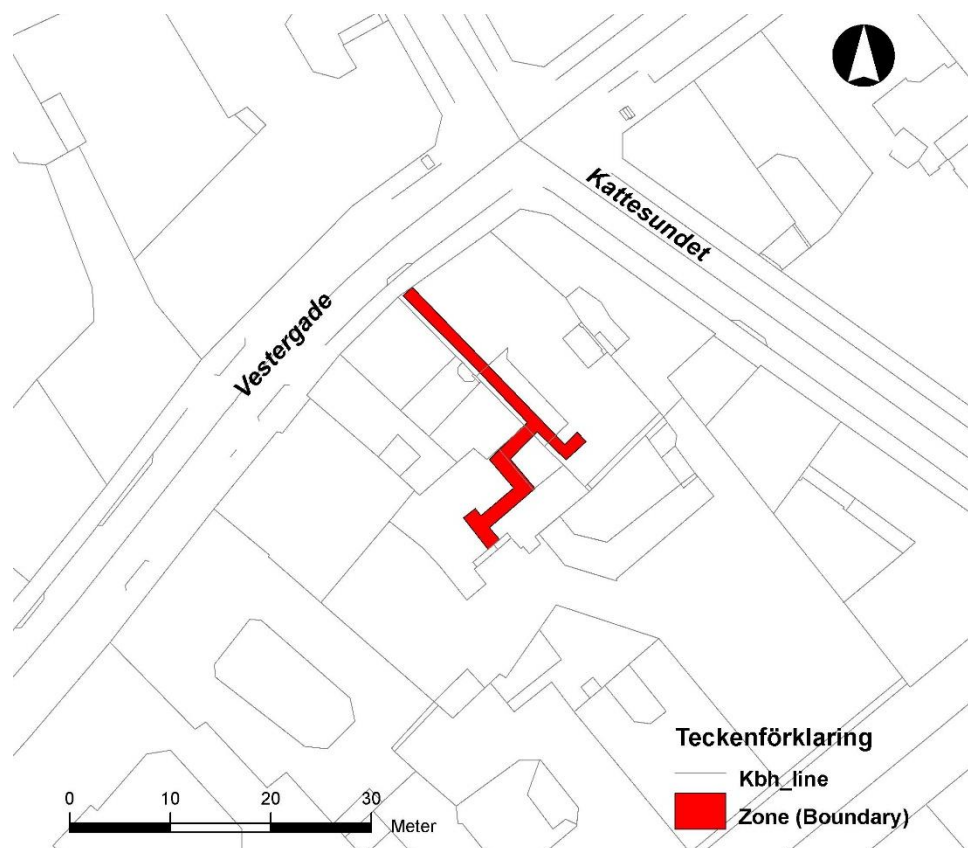 Kattesundet
Vestergade
Teckenförklaring
Kbh_line
Zone (Boundary)
0 10 20 30
Meter